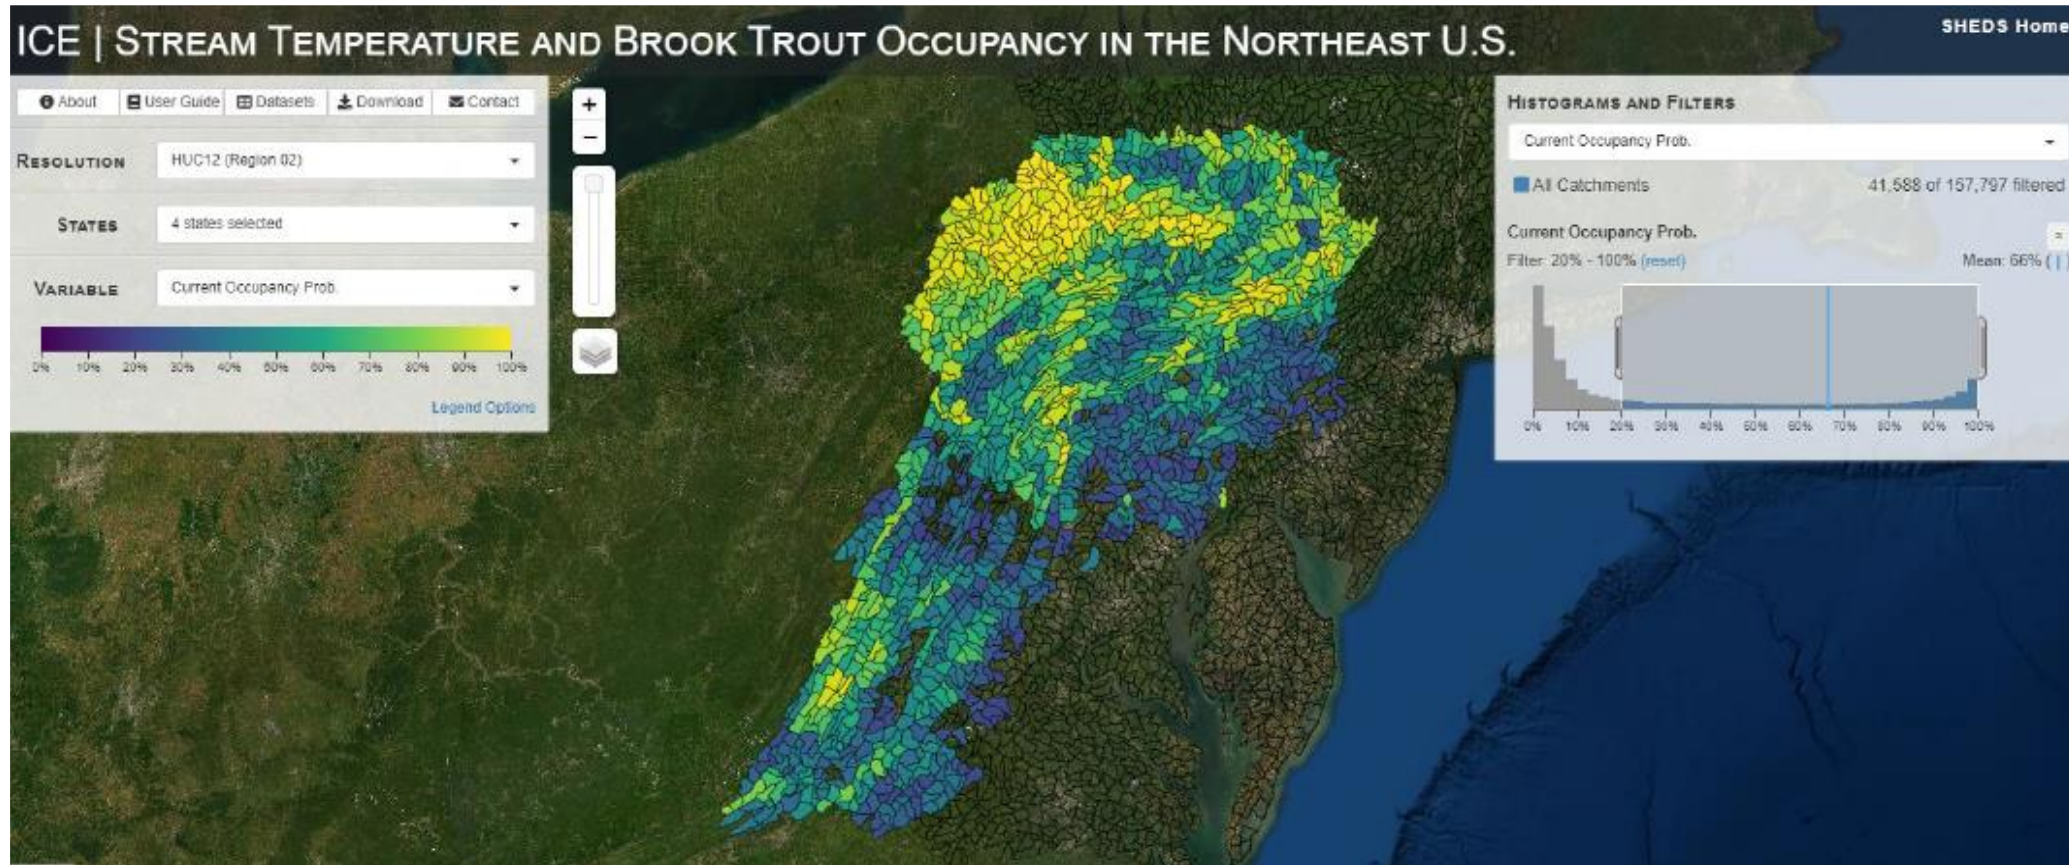 ICE | STREAM TEMPERATURE AND BROOK TROUT OCCUPANCY IN THE NORTHEAST U.S.
SHEDS Home
About User Guide Datasets Download Contact
RESOLUTION HUC12 (Region 02)
STATES 4 states selected
VARIABLE Current Occupancy Prob.
0% 10% 20% 30% 40% 50% 60% 70% 80% 90% 100%
Legend Options
+
−
HISTOGRAMS AND FILTERS
Current Occupancy Prob.
All Catchments 41,588 of 157,797 filtered
Current Occupancy Prob.
Filter: 20% - 100% (reset) Mean: 66% ( | )
0% 10% 20% 30% 40% 50% 60% 70% 80% 90% 100%